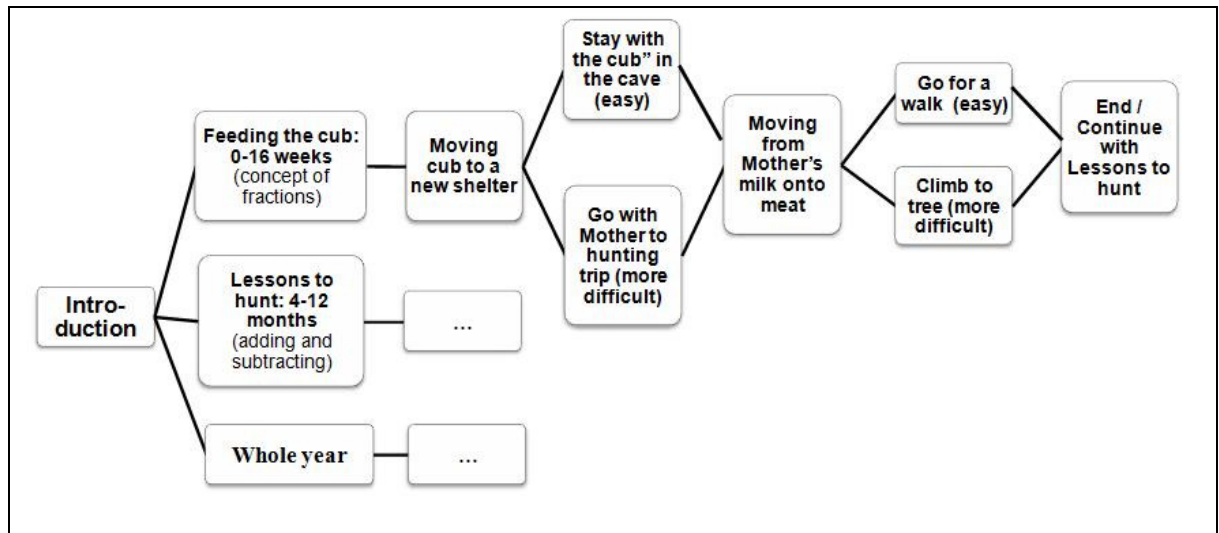 Intro-
duction
Feeding the cub:
0-16 weeks
(concept of
fractions)
Moving
cub to a
new shelter
Stay with
the cub” in
the cave
(easy)
Go with
Mother to
hunting
trip (more
difficult)
Moving
from
Mother’s
milk onto
meat
Go for a
walk (easy)
Climb to
tree (more
difficult)
End /
Continue
with
Lessons to
hunt
Lessons to
hunt: 4-12
months
(adding and
subtracting)
...
Whole year
...